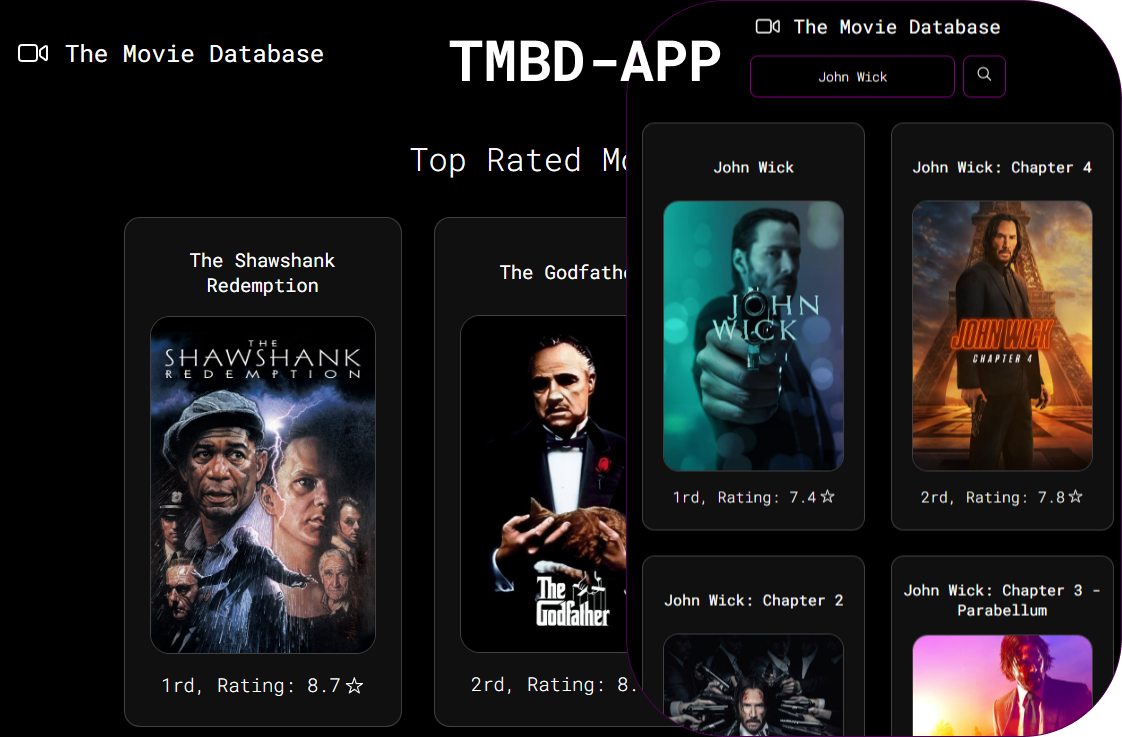 The Movie Database
TMBD-APP
Top Rated Mo
The Shawshank
Redemption
THE
SHAWSHANK
REDEMPTION
1rd, Rating: 8.7☆
The Godfathe
The
Godfather
2rd, Rating: 8.
The Movie Database
John Wick
John Wick
JOHN
WICK
1rd, Rating: 7.4☆
John Wick: Chapter 4
JOHN WICK
CHAPTER 4
2rd, Rating: 7.8☆
John Wick: Chapter 2
John Wick: Chapter 3 -
Parabellum